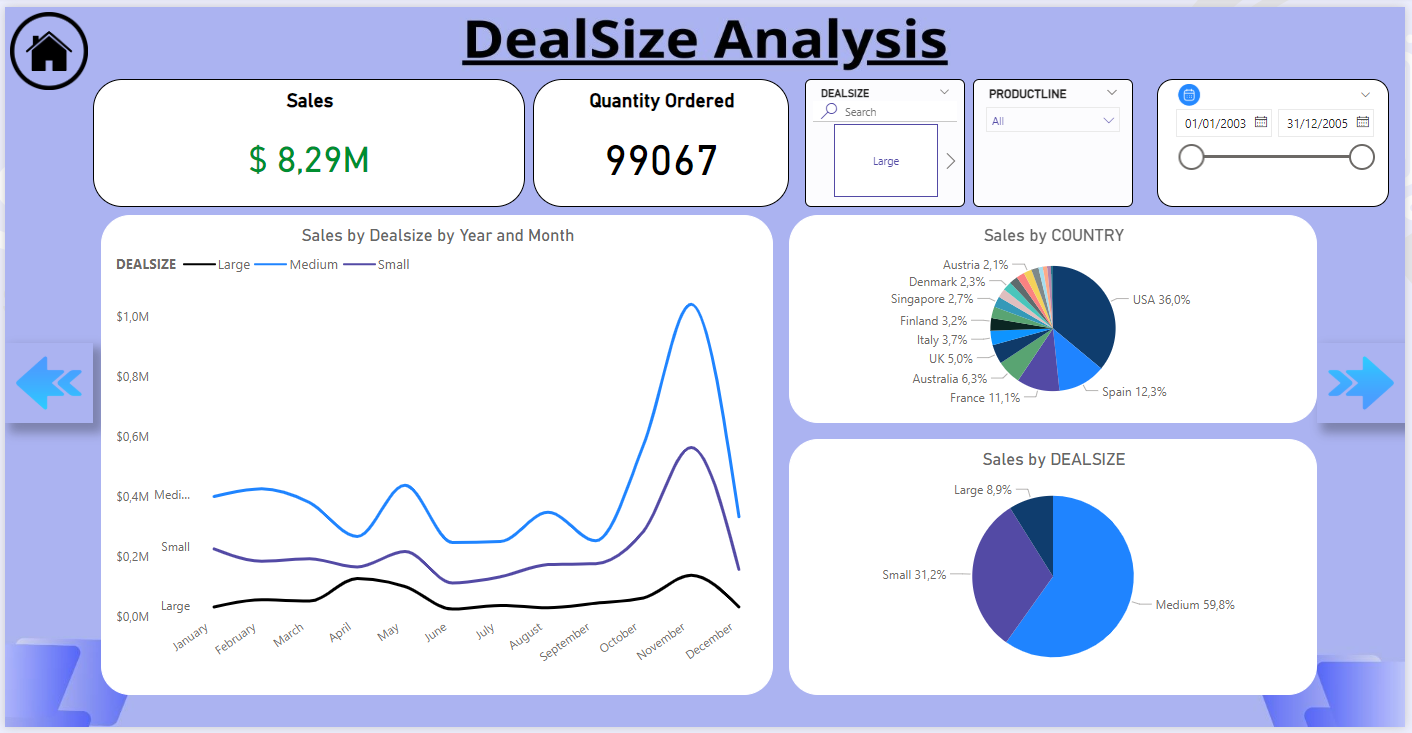 DealSize Analysis
Sales
$ 8,29M
Quantity Ordered
99067
DEALSIZE
Search
Large
PRODUCTLINE
All
01/01/2003
31/12/2005
Sales by Dealsize by Year and Month
DEALSIZE Large Medium Small
$1,0M
$0,8M
$0,6M
$0,4M
$0,2M
$0,0M
Medi...
Small
Large
January
February
March
April
May
June
July
August
September
October
November
December
Sales by COUNTRY
Austria 2,1%
Denmark 2,3%
Singapore 2,7%
Finland 3,2%
Italy 3,7%
UK 5,0%
Australia 6,3%
France 11,1%
USA 36,0%
Spain 12,3%
Sales by DEALSIZE
Large 8,9%
Small 31,2%
Medium 59,8%